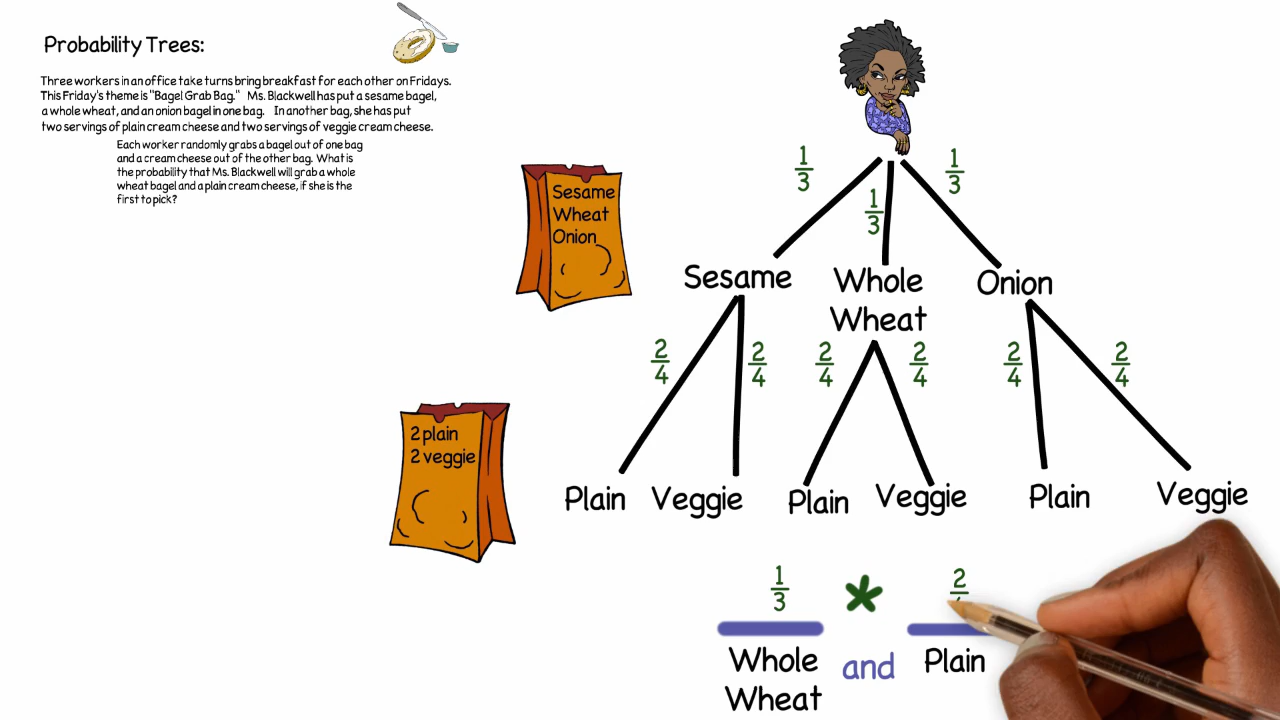 Probability Trees:
Three workers in an office take turns bring breakfast for each other on Fridays.
This Friday's theme is "Bagel Grab Bag." Ms. Blackwell has put a sesame bagel,
a whole wheat, and an onion bagel in one bag. In another bag, she has put
two servings of plain cream cheese and two servings of veggie cream cheese.
Each worker randomly grabs a bagel out of one bag
and a cream cheese out of the other bag. What is
the probability that Ms. Blackwell will grab a whole
wheat bagel and a plain cream cheese, if she is the
first to pick?
Sesame
Wheat
Onion
1/3 1/3 1/3
Sesame Whole Wheat Onion
2/4 2/4 2/4 2/4 2/4 2/4
2 plain
2 veggie
Plain Veggie Plain Veggie Plain Veggie
1/3 * 2/
Whole Wheat and Plain